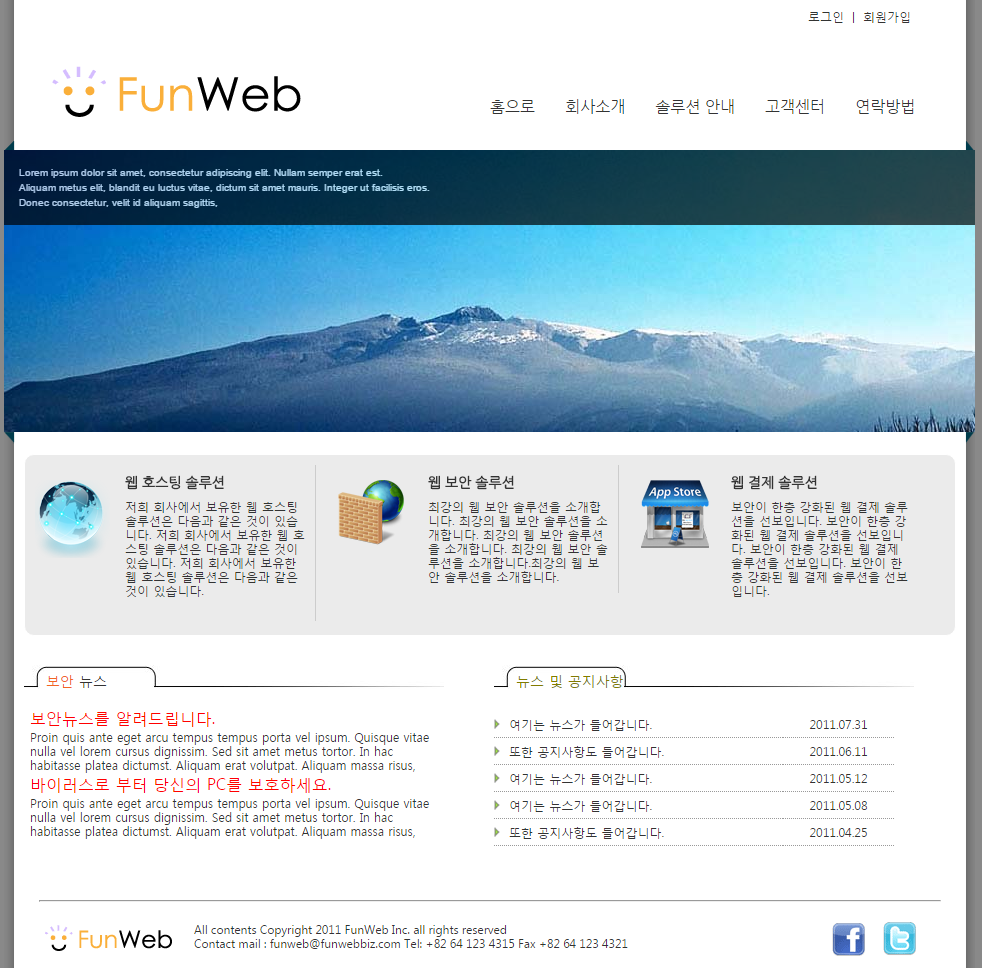 로그인 | 회원가입
FunWeb
홈으로 회사소개 솔루션 안내 고객센터 연락방법
Lorem ipsum dolor sit amet, consectetur adipiscing elit. Nullam semper erat est.
Aliquam metus elit, blandit eu luctus vitae, dictum sit amet mauris. Integer ut facilisis eros.
Donec consectetur, velit id aliquam sagittis,
웹 호스팅 솔루션
저희 회사에서 보유한 웹 호스팅
솔루션은 다음과 같은 것이 있습
니다. 저희 회사에서 보유한 웹 호
스팅 솔루션은 다음과 같은 것이
있습니다. 저희 회사에서 보유한
웹 호스팅 솔루션은 다음과 같은
것이 있습니다.
웹 보안 솔루션
최강의 웹 보안 솔루션을 소개합
니다. 최강의 웹 보안 솔루션을 소
개합니다. 최강의 웹 보안 솔루션
을 소개합니다. 최강의 웹 보안 솔
루션을 소개합니다.최강의 웹 보
안 솔루션을 소개합니다.
App Store
웹 결제 솔루션
보안이 한층 강화된 웹 결제 솔루
션을 선보입니다. 보안이 한층 강
화된 웹 결제 솔루션을 선보입니
다. 보안이 한층 강화된 웹 결제
솔루션을 선보입니다. 보안이 한
층 강화된 웹 결제 솔루션을 선보
입니다.
보안 뉴스
보안뉴스를 알려드립니다.
Proin quis ante eget arcu tempus tempus porta vel ipsum. Quisque vitae
nulla vel lorem cursus dignissim. Sed sit amet metus tortor. In hac
habitasse platea dictumst. Aliquam erat volutpat. Aliquam massa risus,
바이러스로 부터 당신의 PC를 보호하세요.
Proin quis ante eget arcu tempus tempus porta vel ipsum. Quisque vitae
nulla vel lorem cursus dignissim. Sed sit amet metus tortor. In hac
habitasse platea dictumst. Aliquam erat volutpat. Aliquam massa risus,
뉴스 및 공지사항
여기는 뉴스가 들어갑니다. 2011.07.31
또한 공지사항도 들어갑니다. 2011.06.11
여기는 뉴스가 들어갑니다. 2011.05.12
여기는 뉴스가 들어갑니다. 2011.05.08
또한 공지사항도 들어갑니다. 2011.04.25
FunWeb
All contents Copyright 2011 FunWeb Inc. all rights reserved
Contact mail : funweb@funwebbiz.com Tel: +82 64 123 4315 Fax +82 64 123 4321
f t